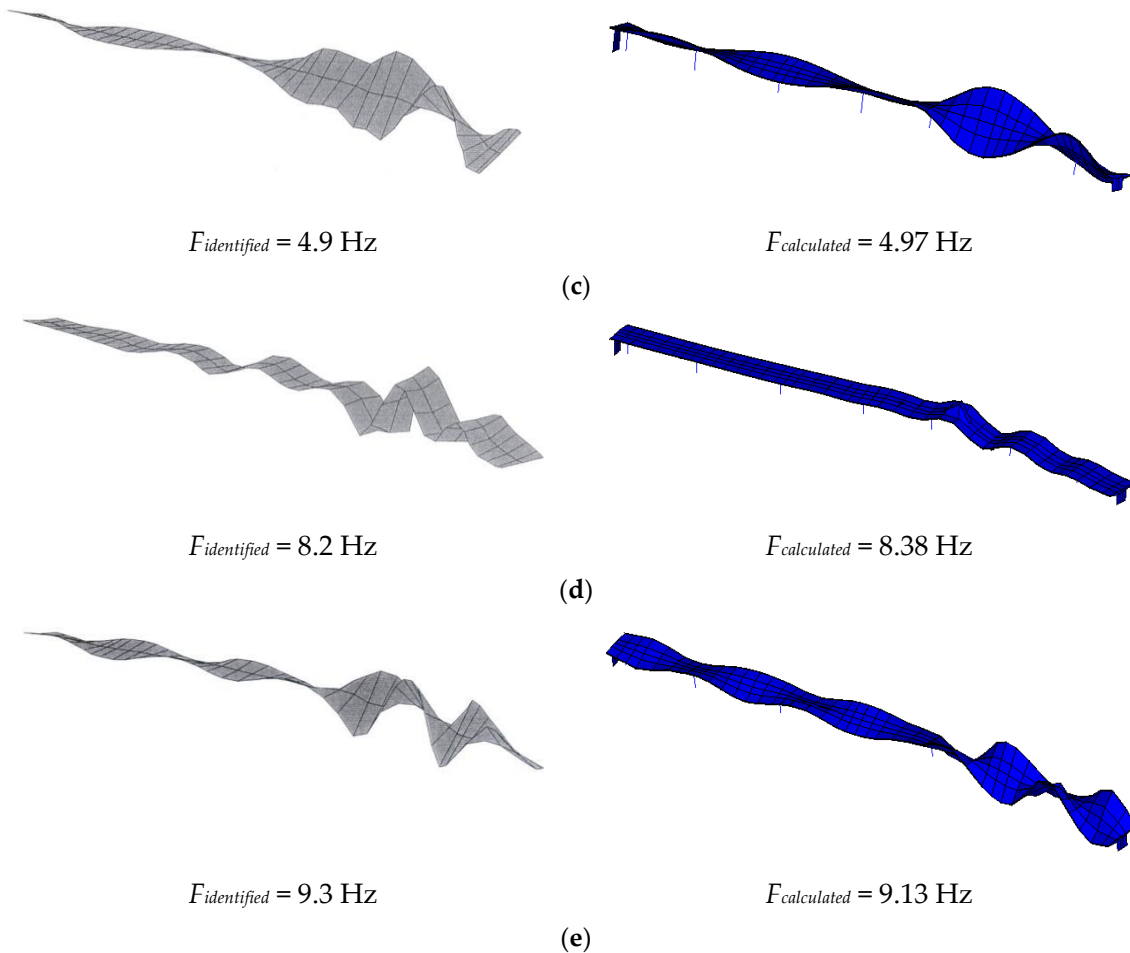 Fidentified = 4.9 Hz Fcalculated = 4.97 Hz
(c)
Fidentified = 8.2 Hz Fcalculated = 8.38 Hz
(d)
Fidentified = 9.3 Hz Fcalculated = 9.13 Hz
(e)